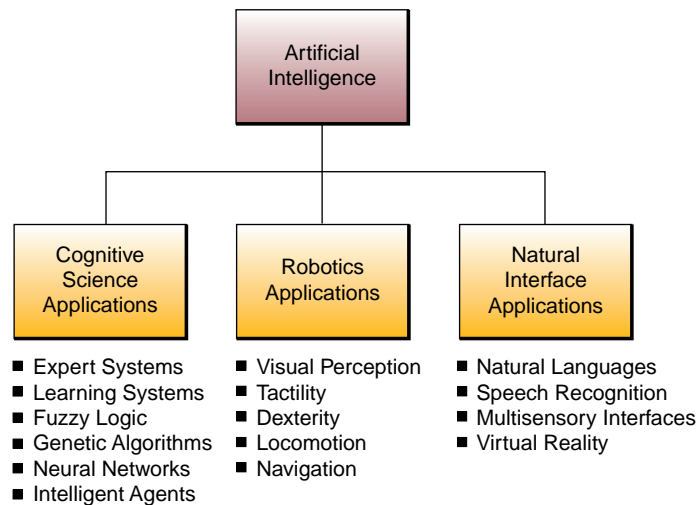 Artificial
Intelligence
Cognitive
Science
Applications
Robotics
Applications
Natural
Interface
Applications
Expert Systems
Learning Systems
Fuzzy Logic
Genetic Algorithms
Neural Networks
Intelligent Agents
Visual Perception
Tactility
Dexterity
Locomotion
Navigation
Natural Languages
Speech Recognition
Multisensory Interfaces
Virtual Reality